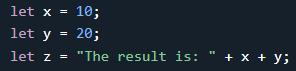 let x = 10;
let y = 20;
let z = "The result is: " + x + y;